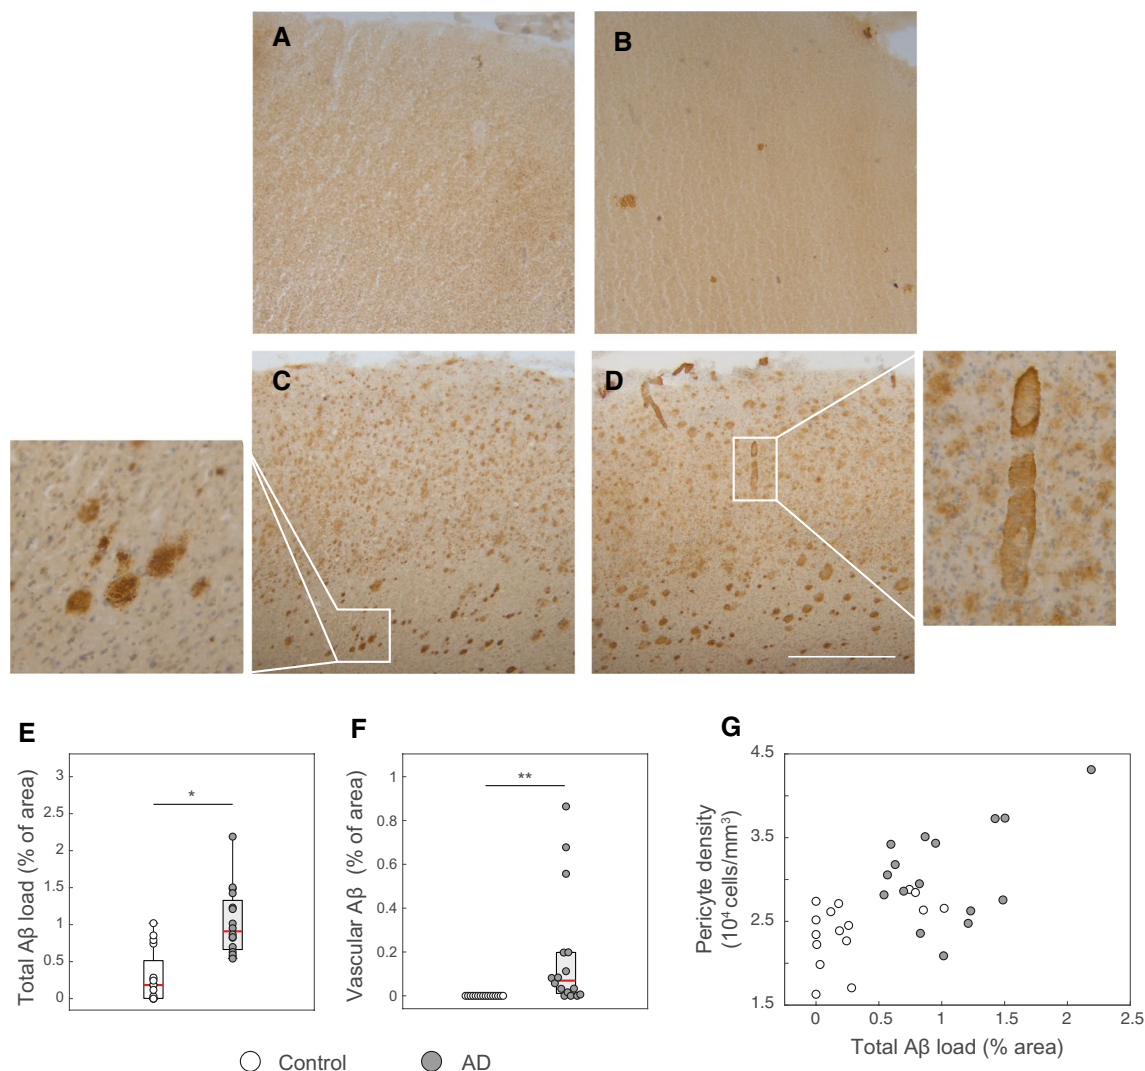 A
B
C
D
E
F
G
Total Aβ load (% of area)
3
2.5
2
1.5
1
0.5
0
*
Vascular Aβ (% of area)
1
0.8
0.6
0.4
0.2
0
**
Pericyte density
(10⁴ cells/mm³)
4.5
3.5
2.5
1.5
0 0.5 1 1.5 2 2.5
Total Aβ load (% area)
Control AD